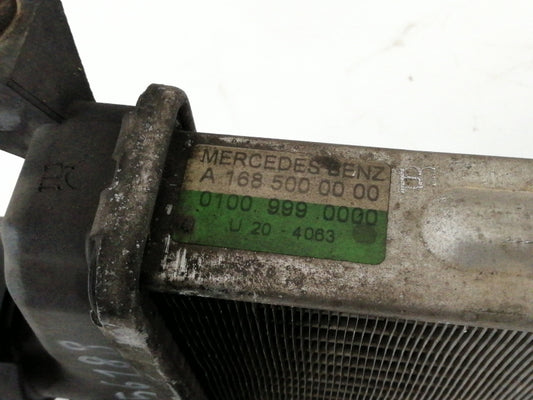 MERCEDES BENZ
A 168 500 00 00
0100 999 0000
U 20 - 4063